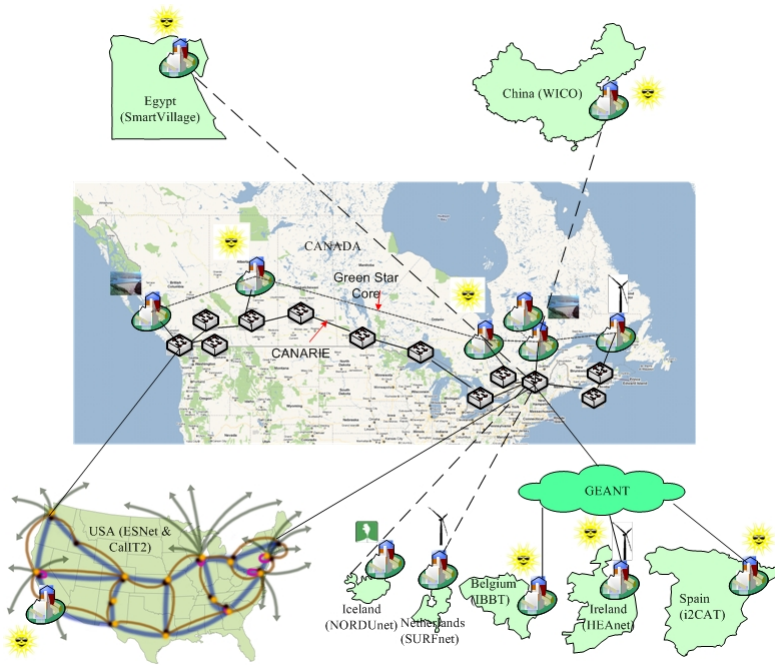 Egypt
(SmartVillage)
China (WICO)
CANADA
Green Star
Core
CANARIE
USA (ESNet &
CalIT2)
GEANT
Iceland
(NORDUnet)
Netherlands
(SURFnet)
Belgium
(IBBT)
Ireland
(HEAnet)
Spain
(i2CAT)